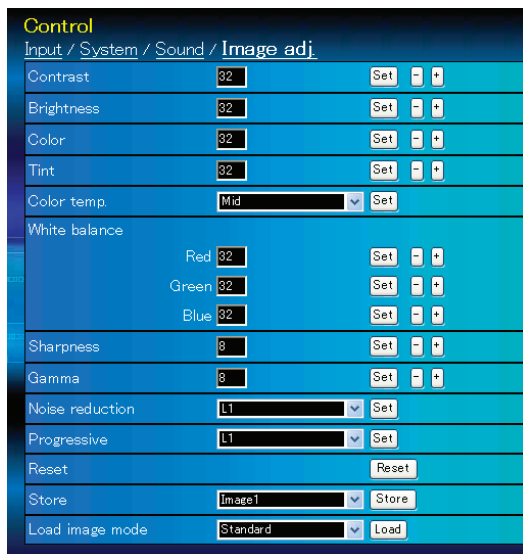 Control
Input / System / Sound / Image adj.
Contrast 32 Set - +
Brightness 32 Set - +
Color 32 Set - +
Tint 32 Set - +
Color temp. Mid Set
White balance
Red 32 Set - +
Green 32 Set - +
Blue 32 Set - +
Sharpness 8 Set - +
Gamma 8 Set - +
Noise reduction L1 Set
Progressive L1 Set
Reset Reset
Store Image1 Store
Load image mode Standard Load